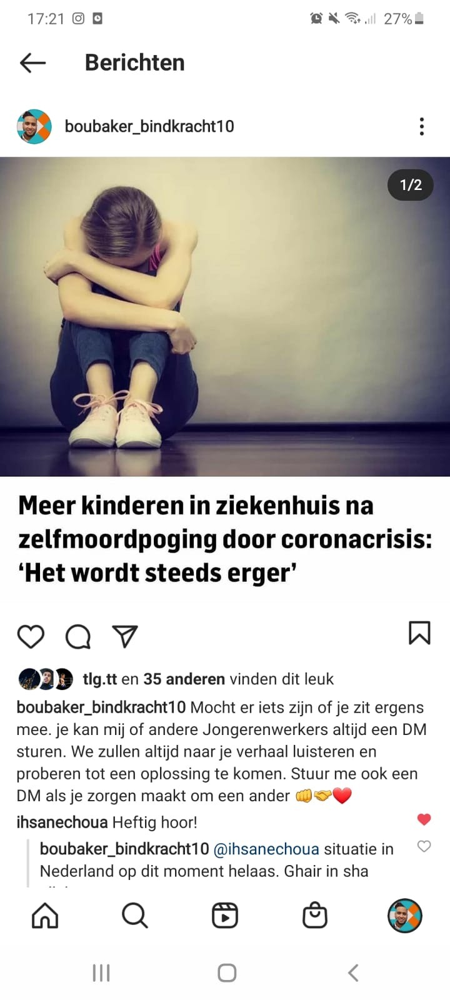 17:21 27%
Berichten
boubaker_bindkracht10
1/2
Meer kinderen in ziekenhuis na
zelfmoordpoging door coronacrisis:
‘Het wordt steeds erger’
tlg.tt en 35 anderen vinden dit leuk
boubaker_bindkracht10 Mocht er iets zijn of je zit ergens
mee. je kan mij of andere Jongerenwerkers altijd een DM
sturen. We zullen altijd naar je verhaal luisteren en
proberen tot een oplossing te komen. Stuur me ook een
DM als je zorgen maakt om een ander 👊🤝❤️
ihsanechoua Heftig hoor!
boubaker_bindkracht10 @ihsanechoua situatie in
Nederland op dit moment helaas. Ghair in sha